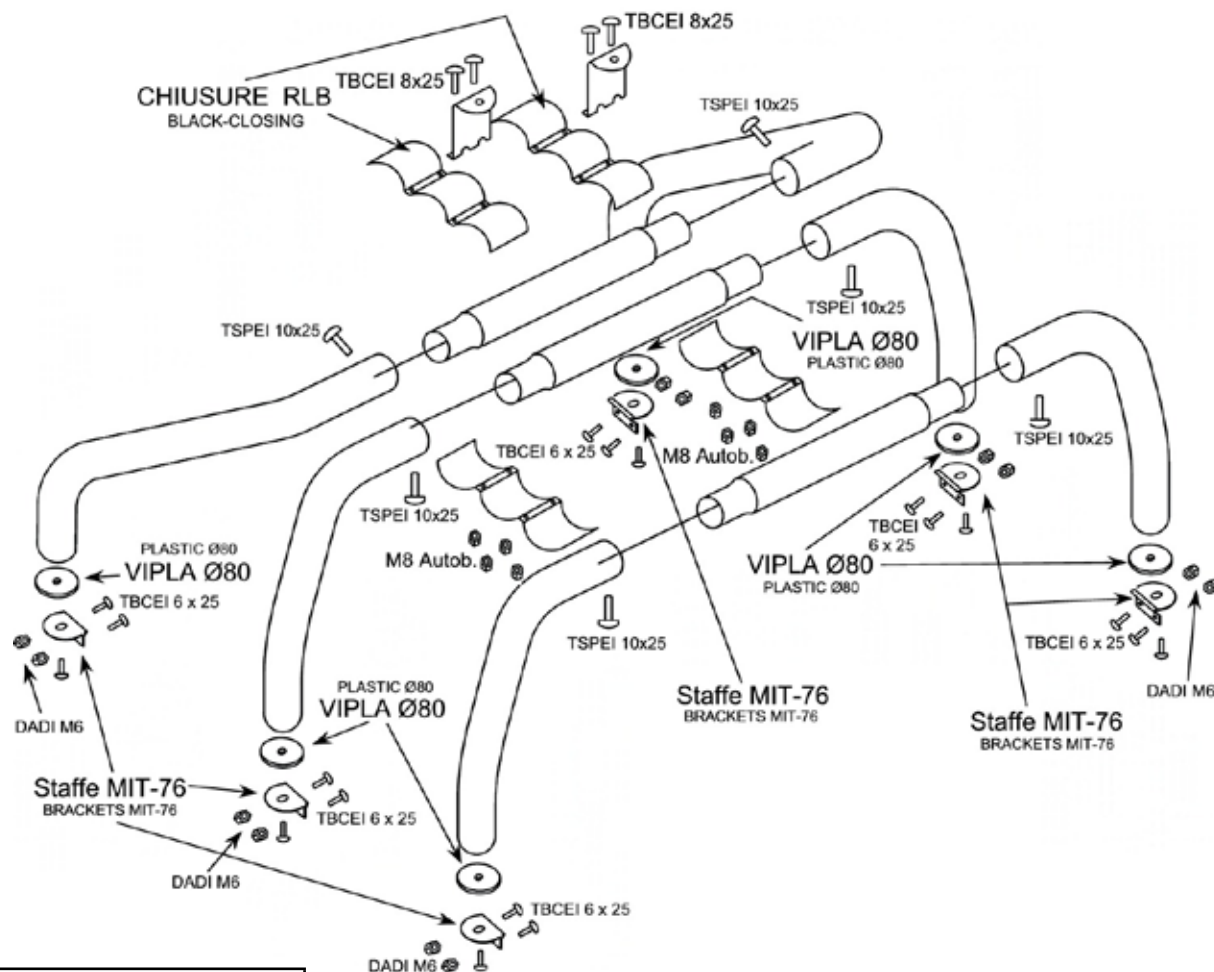 TBCEI 8x25
TBCEI 8x25
CHIUSURE RLB
BLACK-CLOSING
TSPEI 10x25
TSPEI 10x25
TSPEI 10x25
VIPLA Ø80
PLASTIC Ø80
TBCEI 6 x 25
M8 Autob.
TSPEI 10x25
TSPEI 10x25
M8 Autob.
TBCEI
6 x 25
VIPLA Ø80
PLASTIC Ø80
PLASTIC Ø80
VIPLA Ø80
TBCEI 6 x 25
TSPEI 10x25
TBCEI 6 x 25
DADI M6
DADI M6
PLASTIC Ø80
VIPLA Ø80
Staffe MIT-76
BRACKETS MIT-76
Staffe MIT-76
BRACKETS MIT-76
Staffe MIT-76
BRACKETS MIT-76
TBCEI 6 x 25
DADI M6
TBCEI 6 x 25
DADI M6